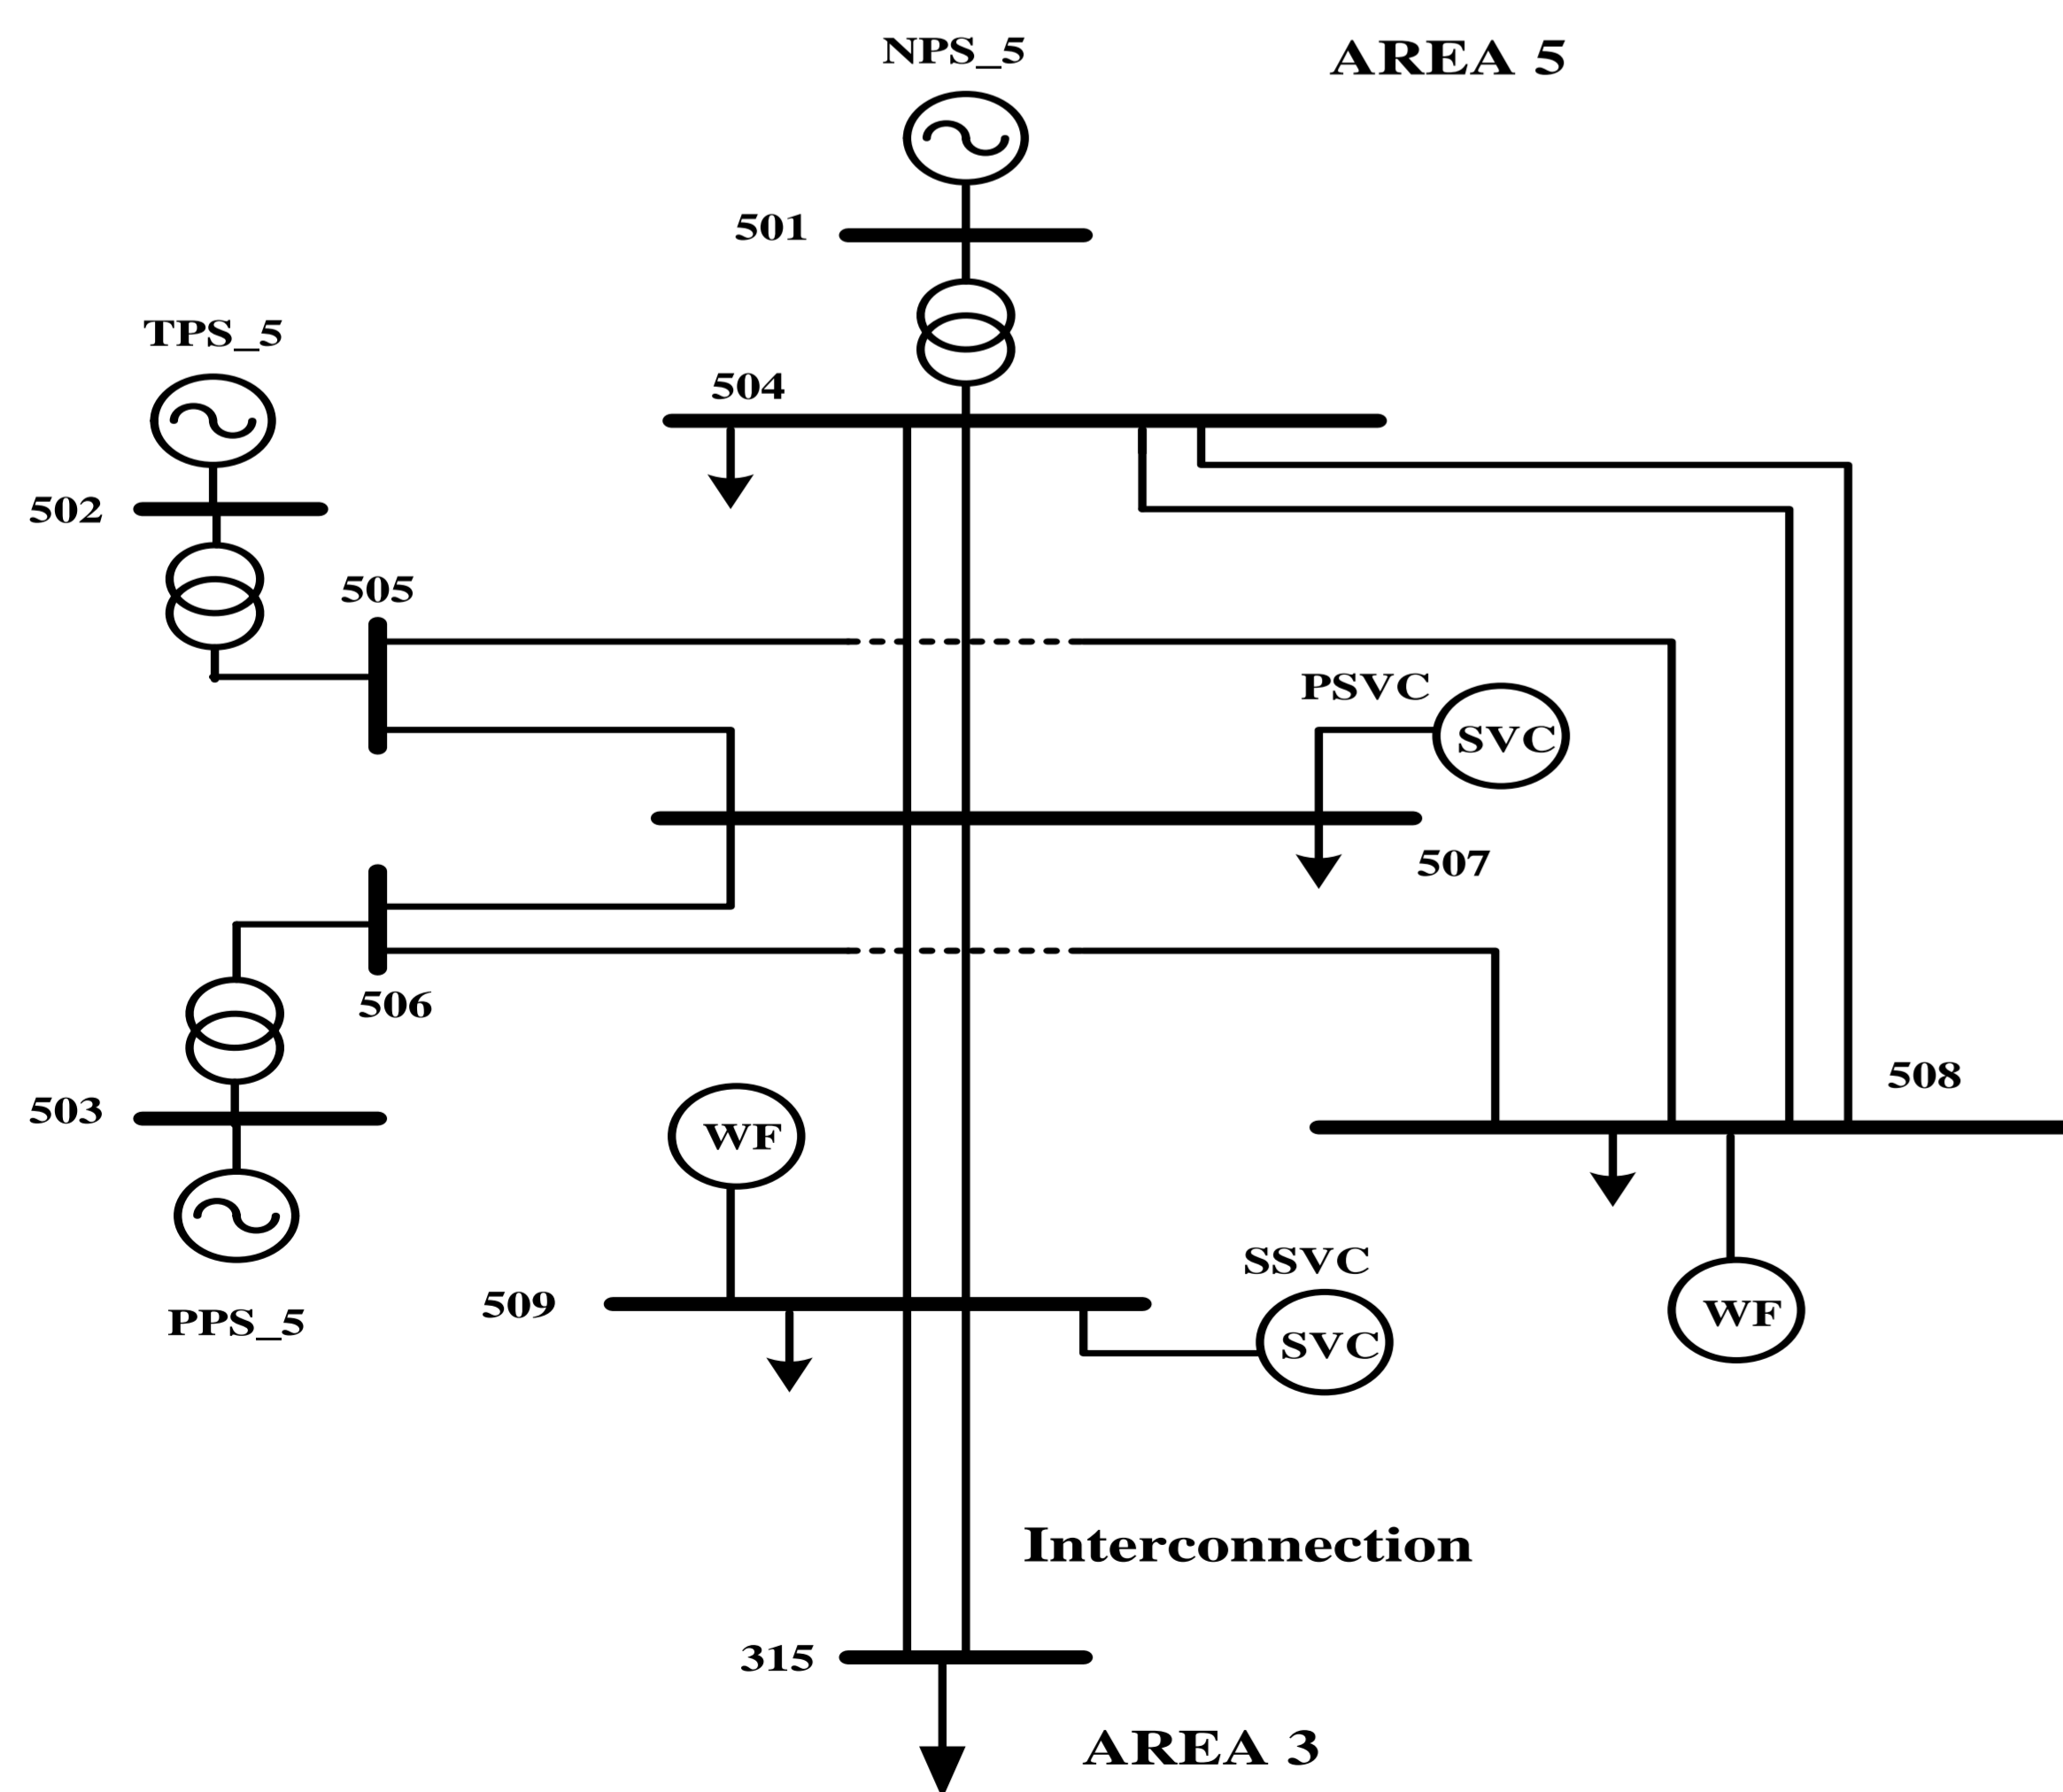 NPS_5
AREA 5
501
TPS_5
504
502
505
PSVC
SVC
507
506
508
503
WF
SSVC
509
WF
PPS_5
SVC
Interconnection
315
AREA 3